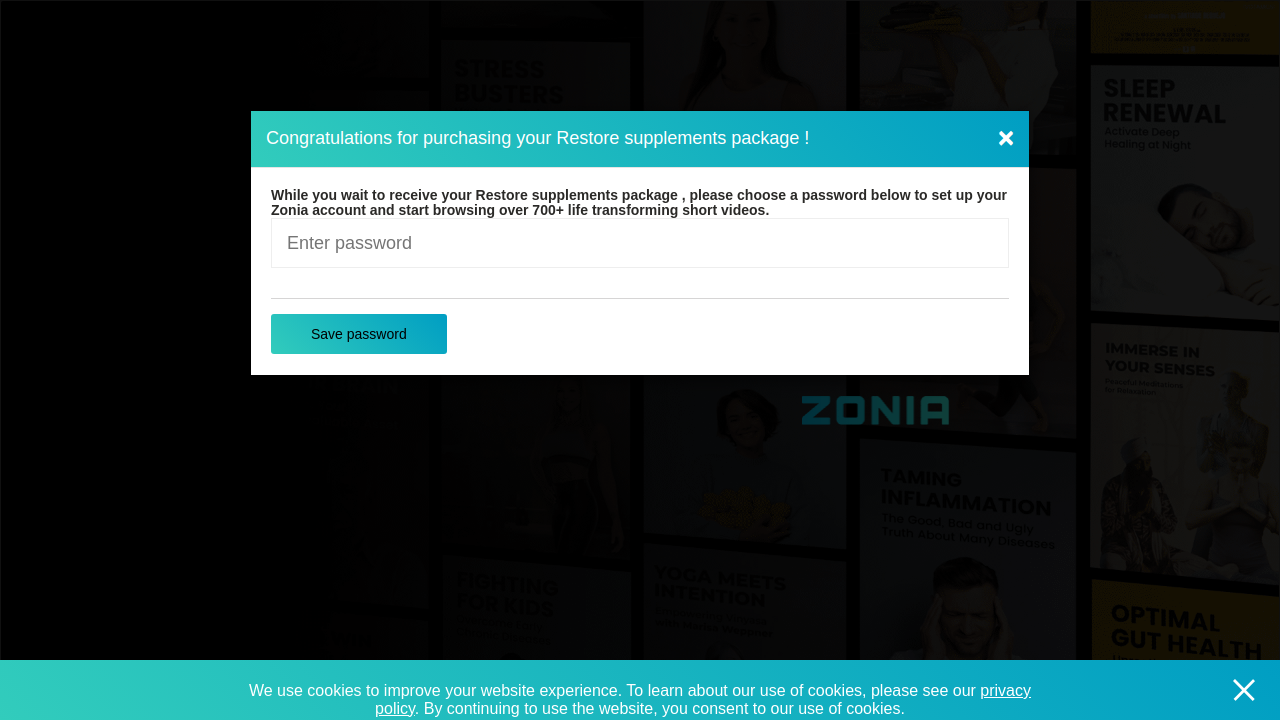 Congratulations for purchasing your Restore supplements package !
While you wait to receive your Restore supplements package , please choose a password below to set up your
Zonia account and start browsing over 700+ life transforming short videos.
Enter password
Save password
STRESS
BUSTERS
SLEEP
RENEWAL
Activate Deep
Healing at Night
IMMERSE IN
YOUR SENSES
Peaceful Meditations
for Relaxation
ZONIA
TAMING
INFLAMMATION
The Good, Bad and Ugly
Truth About Many Diseases
FIGHTING
FOR KIDS
YOGA MEETS
INTENTION
OPTIMAL
GUT HEALTH
We use cookies to improve your website experience. To learn about our use of cookies, please see our privacy
policy. By continuing to use the website, you consent to our use of cookies.